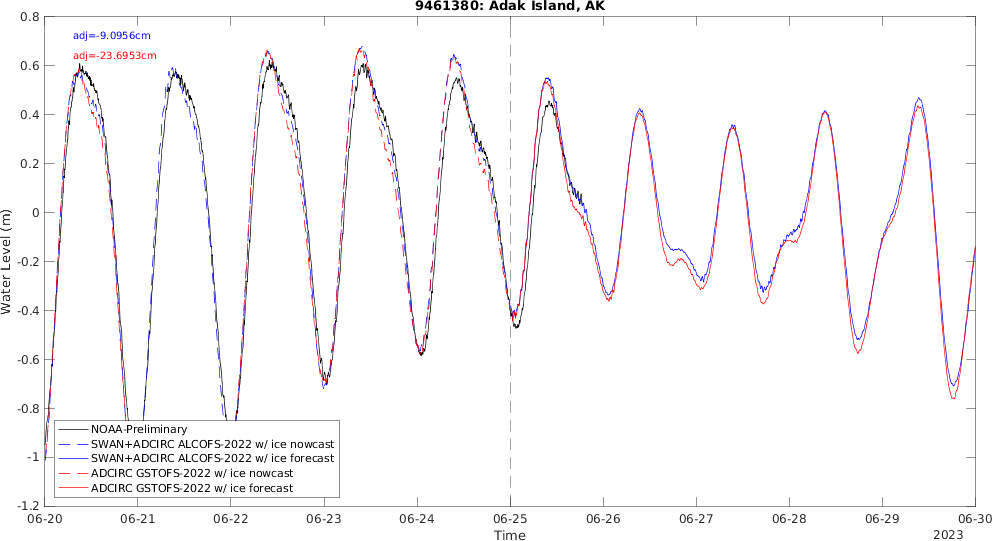 9461380: Adak Island, AK
adj=-9.0956cm
adj=-23.6953cm
0.8
0.6
0.4
0.2
0
-0.2
-0.4
-0.6
-0.8
-1
-1.2
Water Level (m)
NOAA-Preliminary
SWAN+ADCIRC ALCOFS-2022 w/ ice nowcast
SWAN+ADCIRC ALCOFS-2022 w/ ice forecast
ADCIRC GSTOFS-2022 w/ ice nowcast
ADCIRC GSTOFS-2022 w/ ice forecast
06-20 06-21 06-22 06-23 06-24 06-25 06-26 06-27 06-28 06-29 06-30
Time
2023